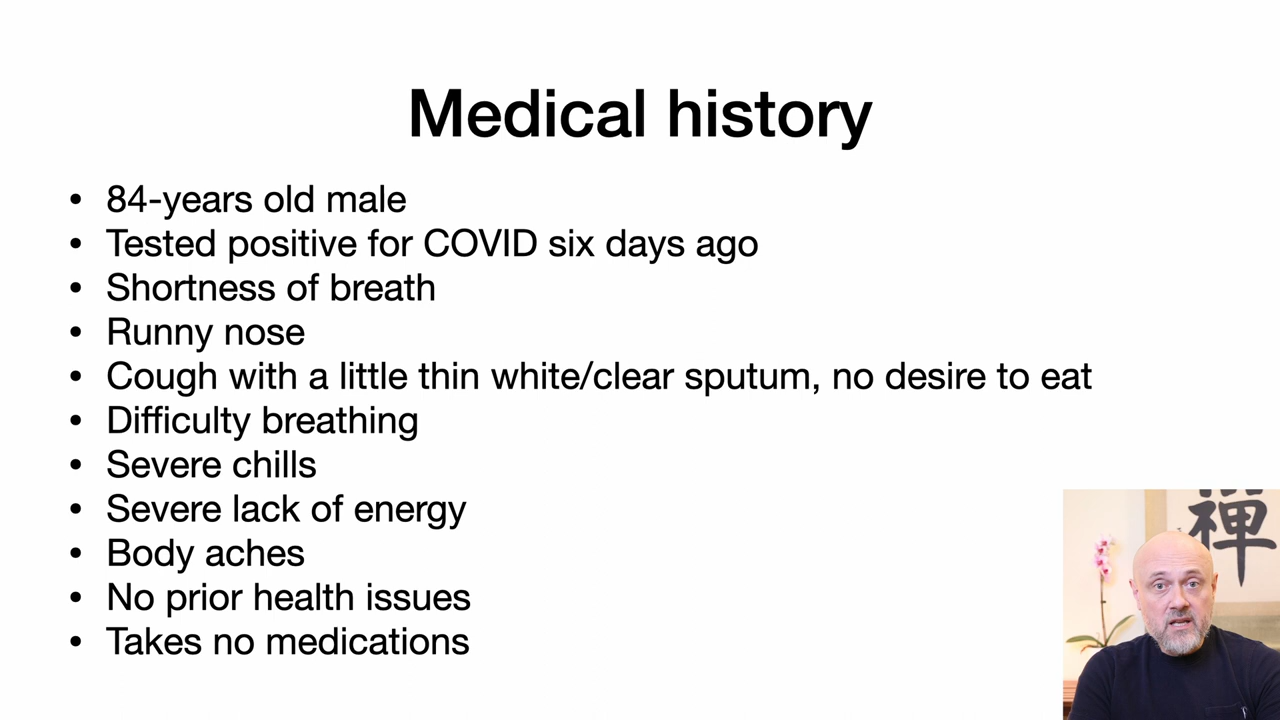 Medical history
• 84-years old male
• Tested positive for COVID six days ago
• Shortness of breath
• Runny nose
• Cough with a little thin white/clear sputum, no desire to eat
• Difficulty breathing
• Severe chills
• Severe lack of energy
• Body aches
• No prior health issues
• Takes no medications
禅